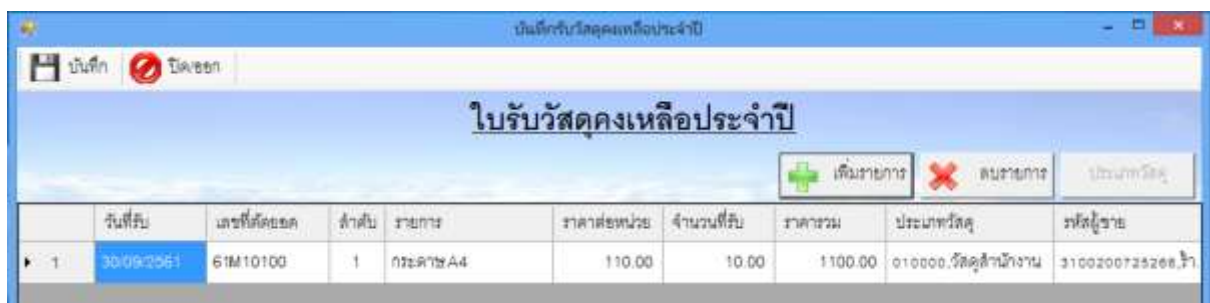 บันทึกรับวัสดุคงเหลือประจำปี
บันทึก ปิด/ออก
ใบรับวัสดุคงเหลือประจำปี
เพิ่มรายการ ลบรายการ ประเภทวัสดุ
วันที่รับ เลขที่ตัดยอด ลำดับ รายการ ราคาต่อหน่วย จำนวนที่รับ ราคารวม ประเภทวัสดุ รหัสผู้ขาย
1 30/09/2561 61M10100 1 กระดาษ A4 110.00 10.00 1100.00 010000,วัสดุสำนักงาน 3100200725268,ร้า